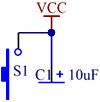 VCC
S1
C1 + 10uF